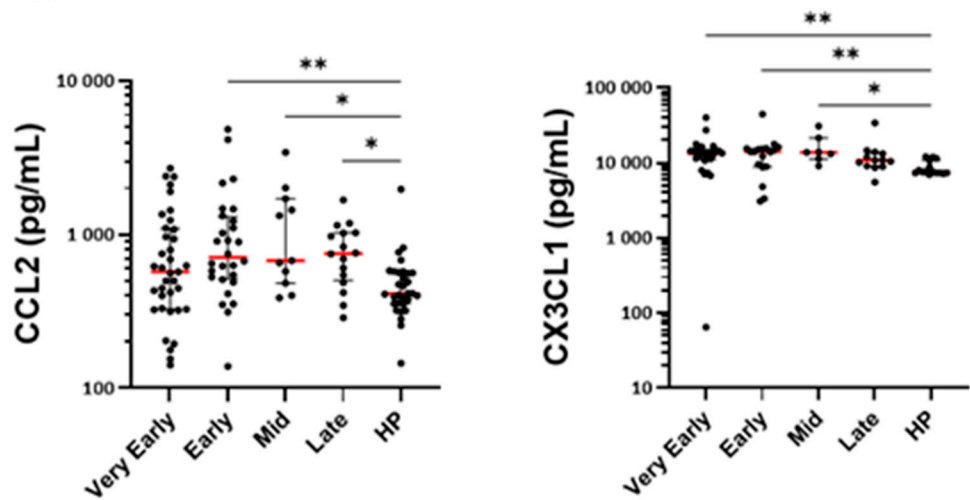 **
*
*
10 000
1 000
100
CCL2 (pg/mL)
Very Early
Early
Mid
Late
HP
**
**
*
100 000
10 000
1 000
100
10
CX3CL1 (pg/mL)
Very Early
Early
Mid
Late
HP